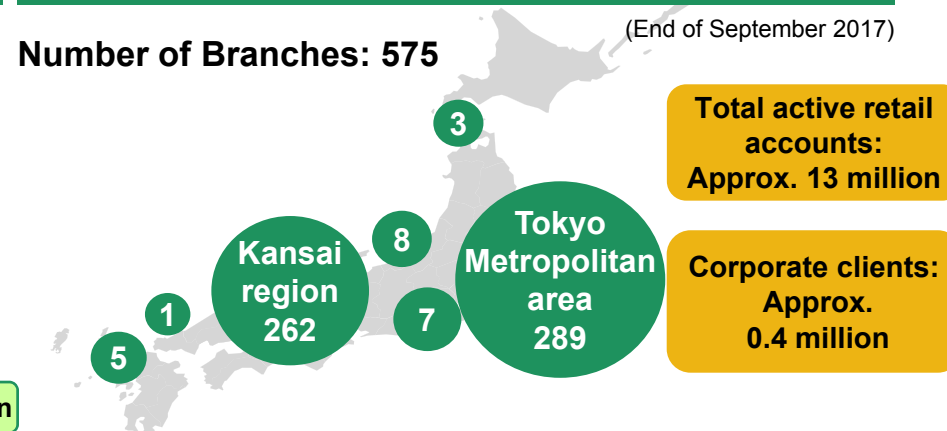 (End of September 2017)
Number of Branches: 575
3
Total active retail
accounts:
Approx. 13 million
8
Kansai
region
262
Tokyo
Metropolitan
area
289
Corporate clients:
Approx.
0.4 million
1
7
5